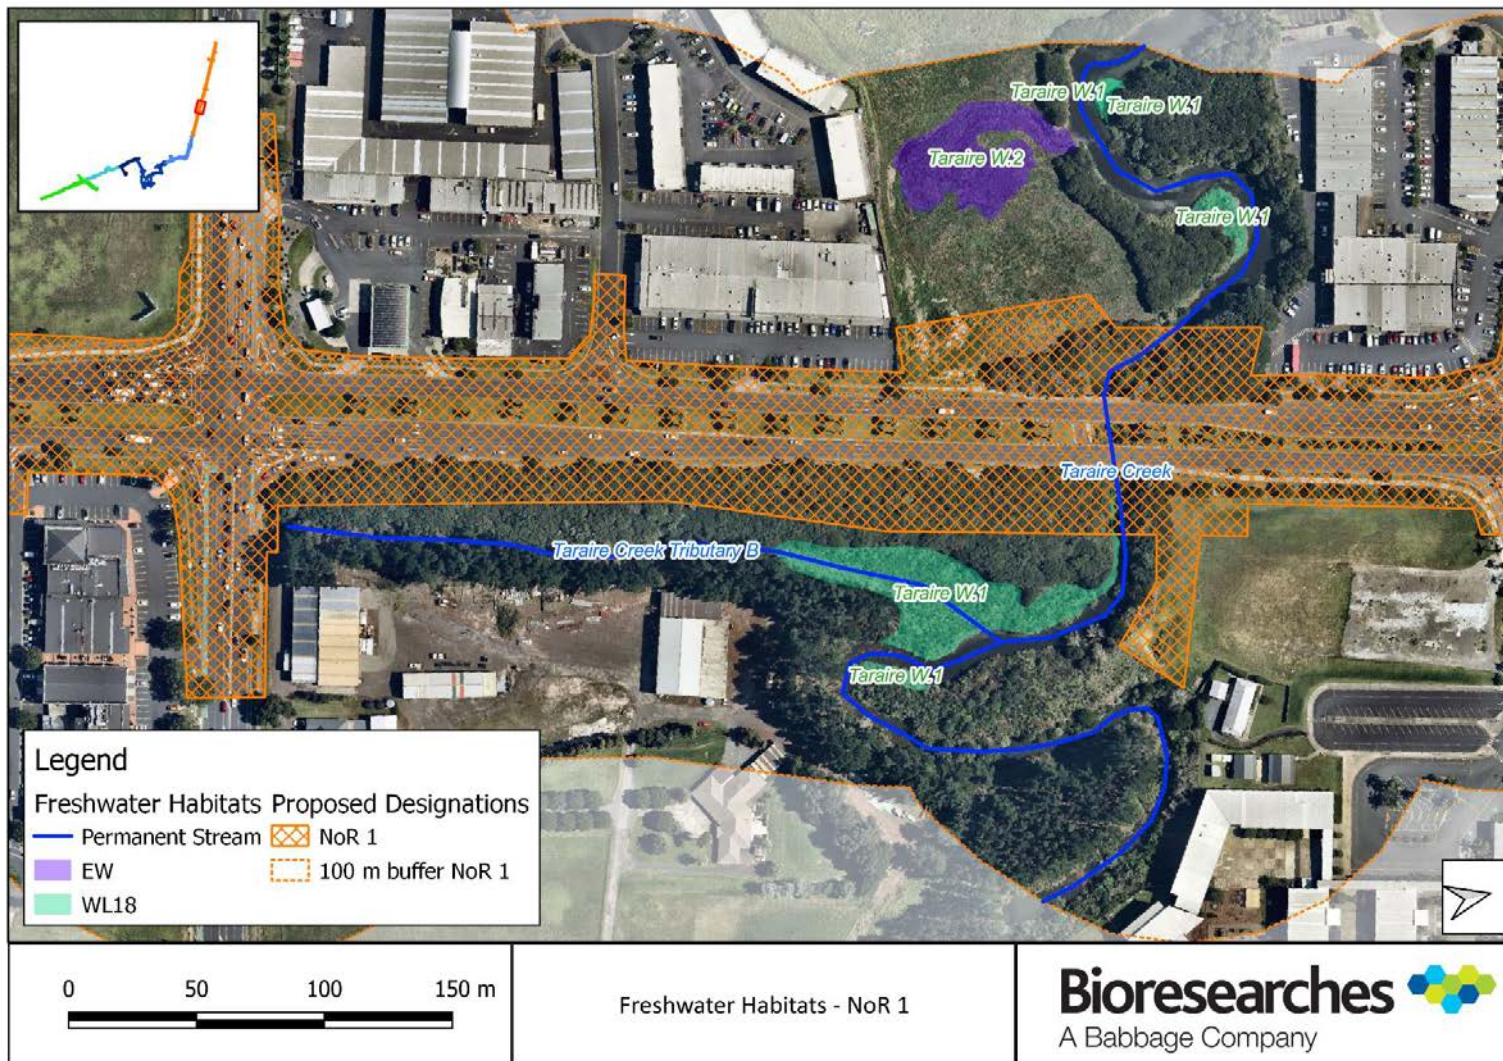 Taraire W.1
Taraire W.1
Taraire W.2
Taraire W.1
Taraire Creek
Taraire Creek Tributary B
Taraire W.1
Taraire W.1
Legend
Freshwater Habitats Proposed Designations
Permanent Stream NoR 1
EW 100 m buffer NoR 1
WL18
0 50 100 150 m
Freshwater Habitats - NoR 1
Bioresearches
A Babbage Company